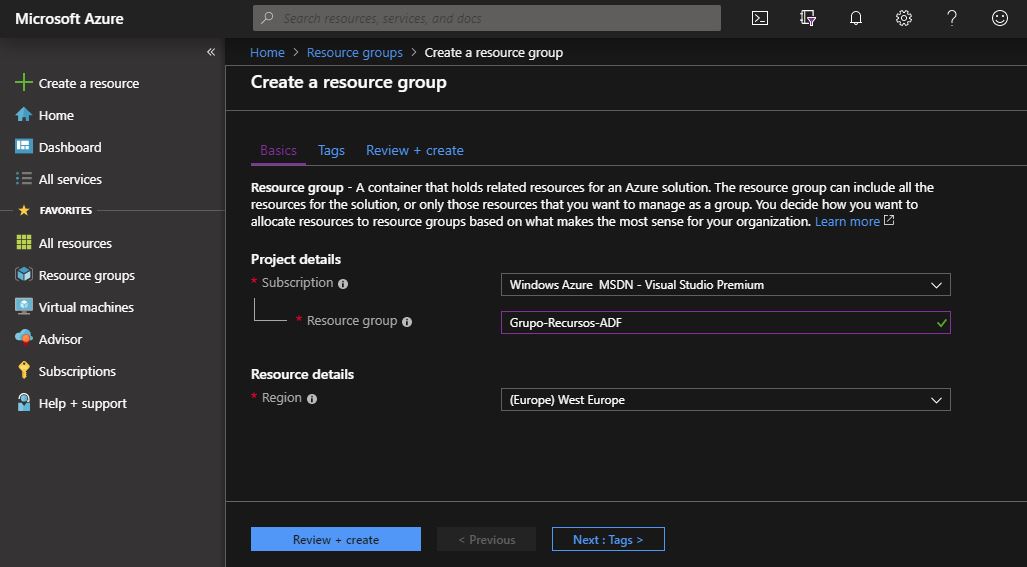 Microsoft Azure
Search resources, services, and docs
«
Home > Resource groups > Create a resource group
Create a resource
Home
Dashboard
All services
FAVORITES
All resources
Resource groups
Virtual machines
Advisor
Subscriptions
Help + support
Create a resource group
Basics Tags Review + create
Resource group - A container that holds related resources for an Azure solution. The resource group can include all the
resources for the solution, or only those resources that you want to manage as a group. You decide how you want to
allocate resources to resource groups based on what makes the most sense for your organization. Learn more
Project details
* Subscription Windows Azure MSDN - Visual Studio Premium
* Resource group Grupo-Recursos-ADF
Resource details
* Region (Europe) West Europe
Review + create < Previous Next : Tags >